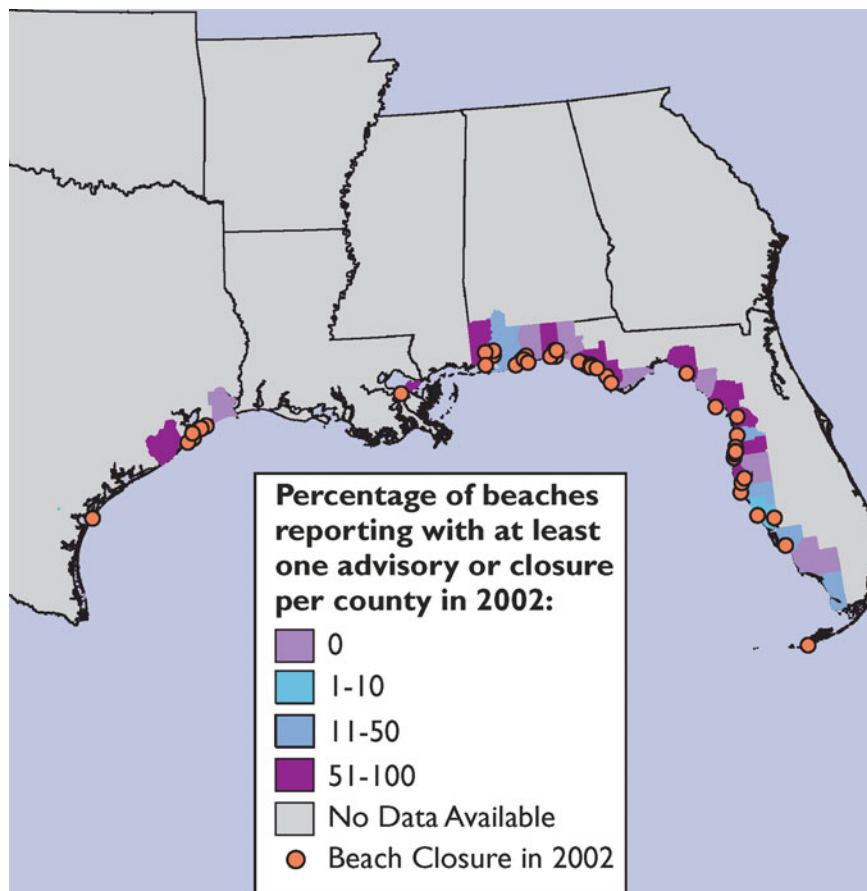 Percentage of beaches
reporting with at least
one advisory or closure
per county in 2002:
0
1-10
11-50
51-100
No Data Available
Beach Closure in 2002